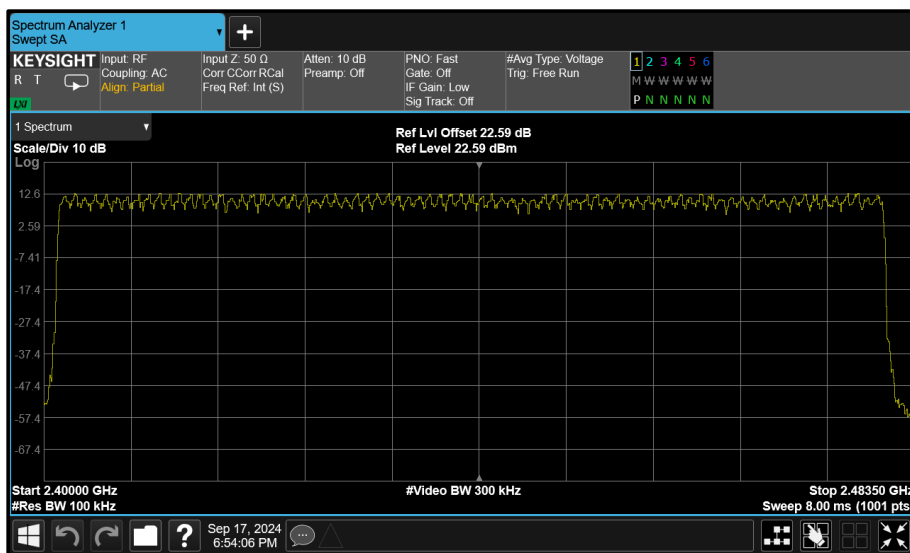 Spectrum Analyzer 1
Swept SA
KEYSIGHT
R T
LXI
Input: RF
Coupling: AC
Align: Partial
Input Z: 50 Ω
Corr CCorr RCal
Freq Ref: Int (S)
Atten: 10 dB
Preamp: Off
PNO: Fast
Gate: Off
IF Gain: Low
Sig Track: Off
#Avg Type: Voltage
Trig: Free Run
1 2 3 4 5 6
M W W W W W
P N N N N N
1 Spectrum
Scale/Div 10 dB
Ref Lvl Offset 22.59 dB
Ref Level 22.59 dBm
Log
12.6
2.59
-7.41
-17.4
-27.4
-37.4
-47.4
-57.4
-67.4
Start 2.40000 GHz
#Res BW 100 kHz
#Video BW 300 kHz
Stop 2.48350 GHz
Sweep 8.00 ms (1001 pts
?
Sep 17, 2024
6:54:06 PM